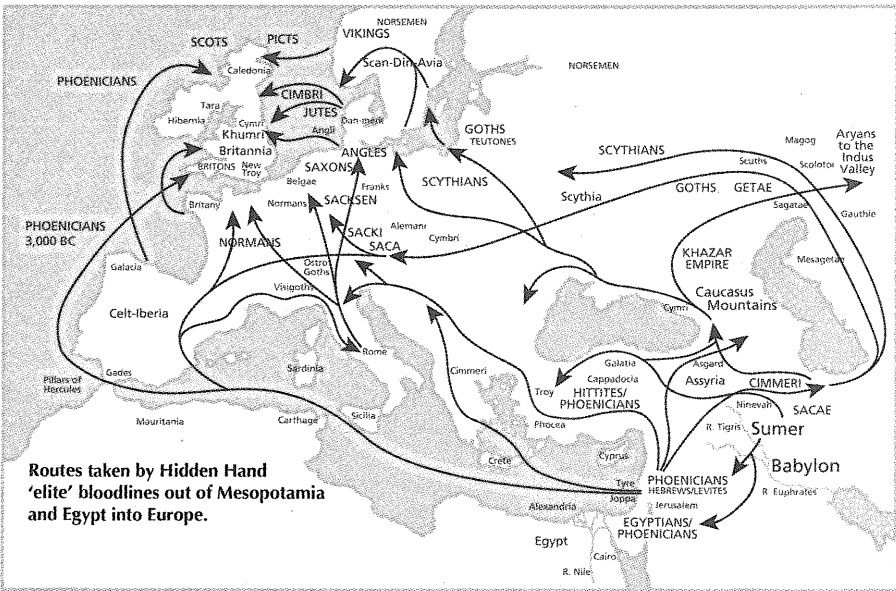 NORSEMEN
VIKINGS
SCOTS
PICTS
Scan-Din-Avia
NORSEMEN
Caledonia
PHOENICIANS
CIMBRI
Tara
JUTES
Dan-merk
Hibernia
Cymri
Angli
Khumri
GOTHS
TEUTONES
Britannia
ANGLES
BRITONS
New
Troy
SAXONS
Belgae
Franks
SCYTHIANS
SCYTHIANS
Magog
Scuths
Scolotoi
Aryans
to the
Indus
Valley
Normans
SACKSEN
Scythia
GOTHS
GETAE
Sagatae
Britany
Gauthie
PHOENICIANS
3,000 BC
Alemani
SACKI
Cymbri
NORMANS
SACA
KHAZAR
EMPIRE
Mesagetae
Galacia
Ostro
Goths
Visigoths
Caucasus
Mountains
Celt-Iberia
Cymri
Rome
Sardinia
Galatia
Asgard
Pillars of
Hercules
Gades
Cimmeri
Troy
Cappadocia
Assyria
CIMMERI
HITTITES/
PHOENICIANS
Ninevah
SACAE
Mauritania
Carthage
Sicilia
Phocea
R. Tigris
Sumer
Crete
Cyprus
Babylon
Routes taken by Hidden Hand
'elite' bloodlines out of Mesopotamia
and Egypt into Europe.
Tyre
Joppa
PHOENICIANS
HEBREWS/LEVITES
R. Euphrates
Alexandria
Jerusalem
EGYPTIANS/
PHOENICIANS
Egypt
Cairo
R. Nile